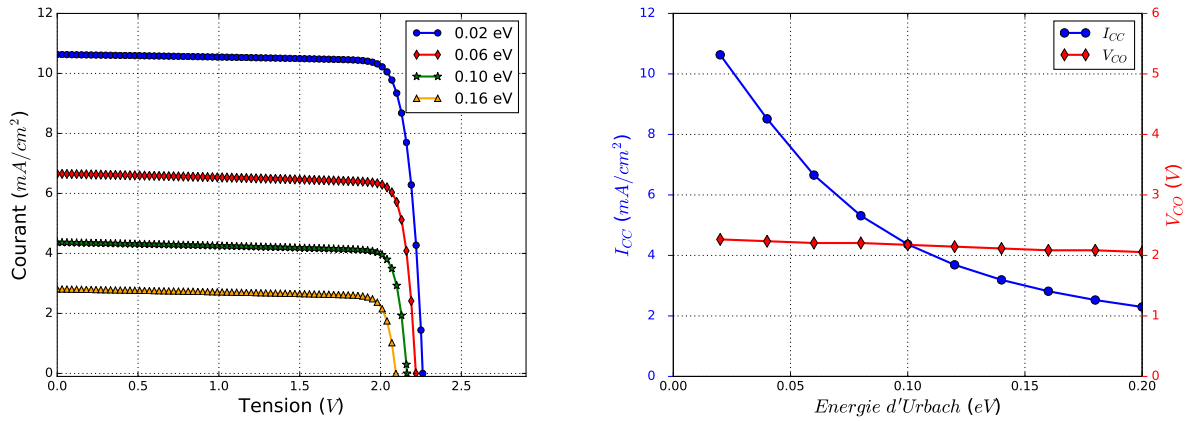 12
10
8
6
4
2
0
0.0 0.5 1.0 1.5 2.0 2.5
Courant (mA/cm²)
Tension (V)
0.02 eV
0.06 eV
0.10 eV
0.16 eV
12
10
8
6
4
2
0
0.00 0.05 0.10 0.15 0.20
I_CC (mA/cm²)
Energie d'Urbach (eV)
I_CC
V_CO
6
5
4
3
2
1
0
V_CO (V)